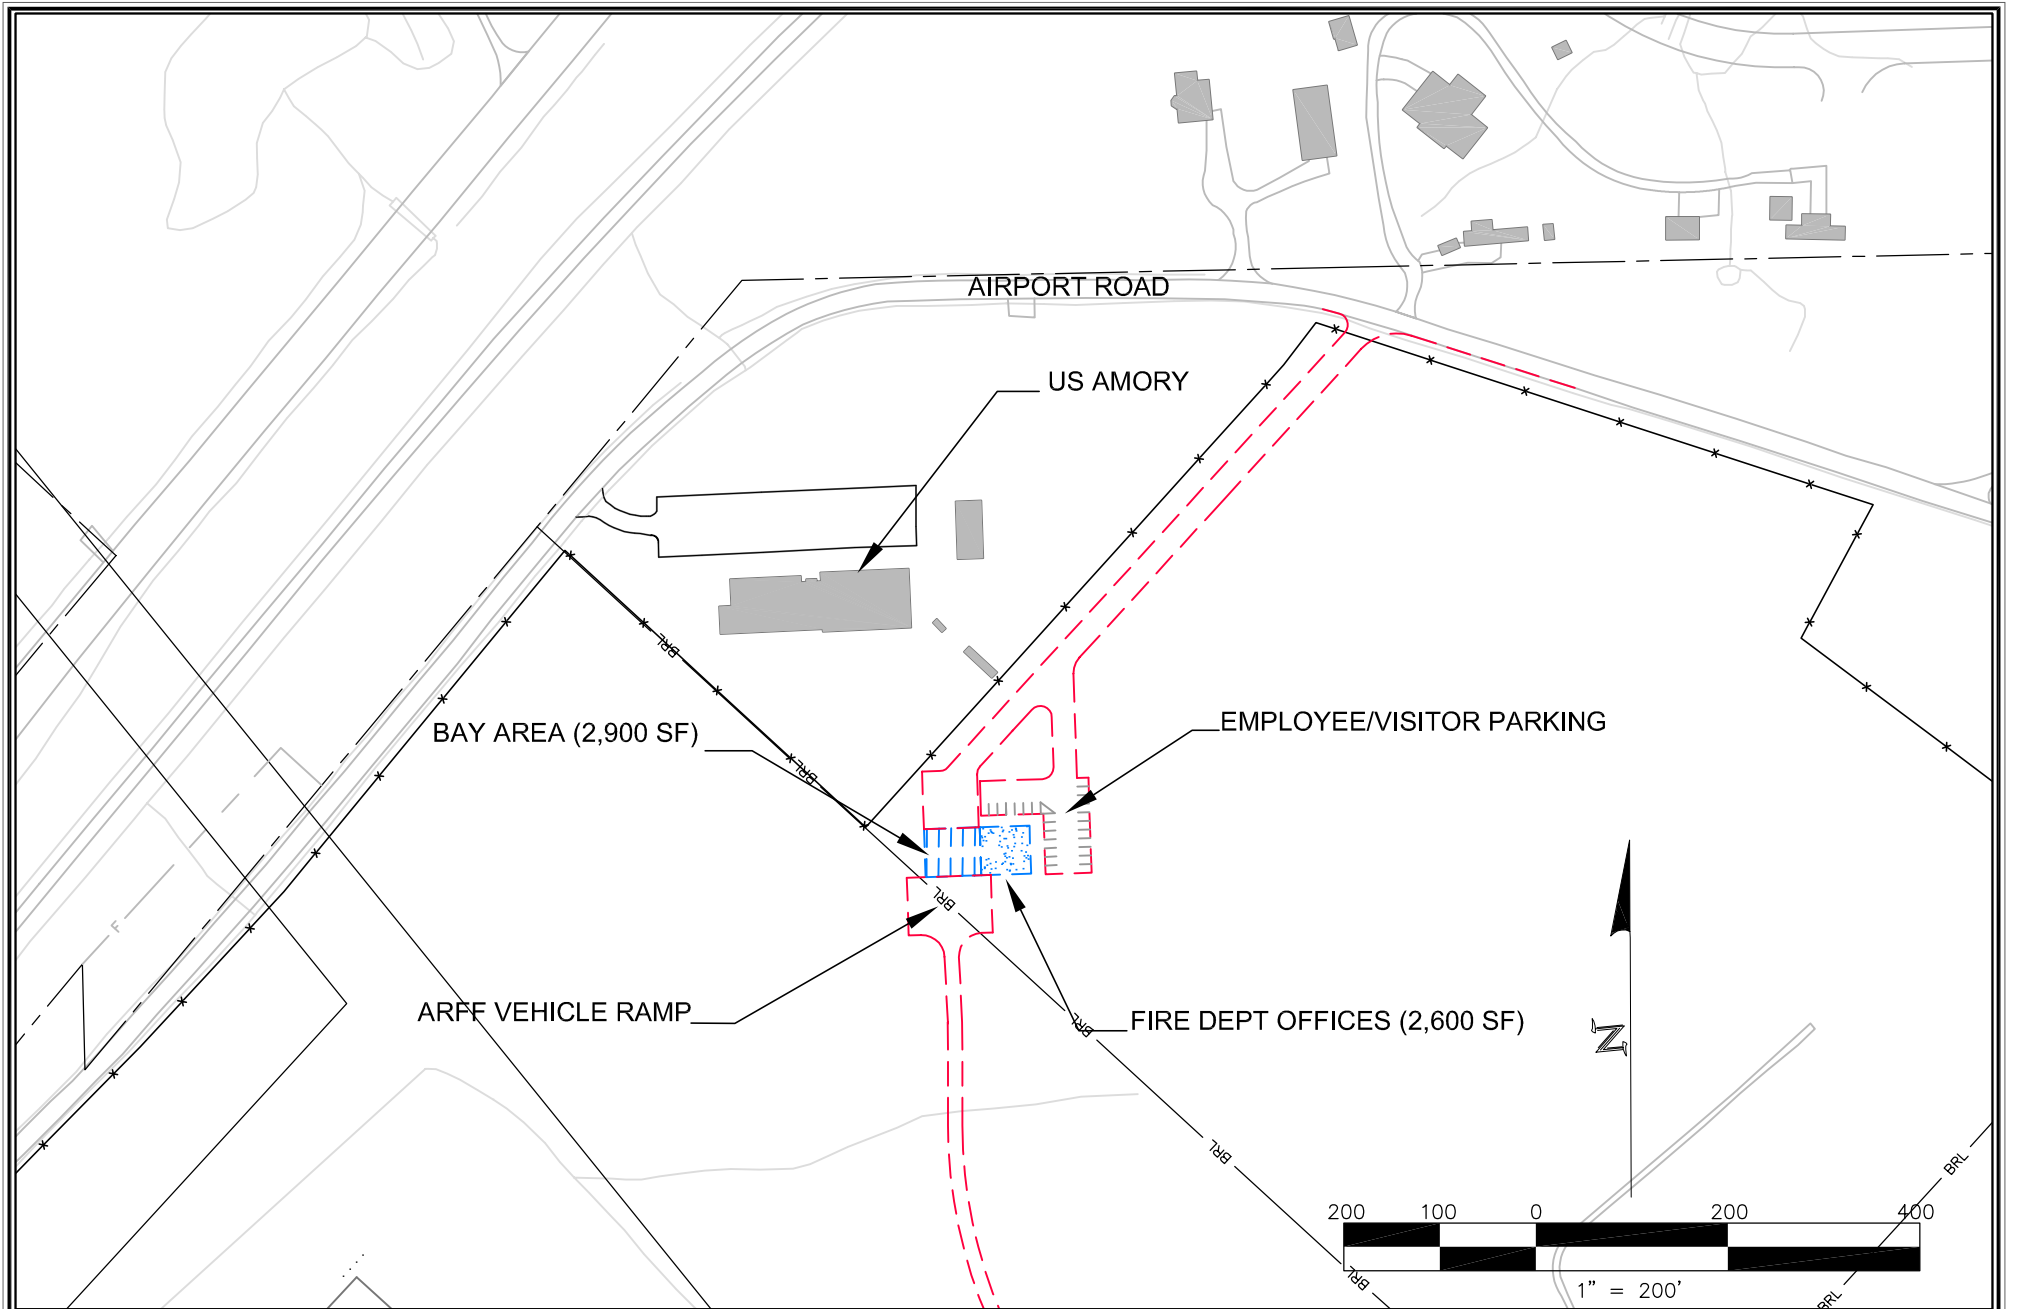 AIRPORT ROAD
US AMORY
BRL
BAY AREA (2,900 SF)
EMPLOYEE/VISITOR PARKING
BRL
BRL
F
ARFF VEHICLE RAMP
BRL
FIRE DEPT OFFICES (2,600 SF)
N
BRL
BRL
200 100 0 200 400
BRL
1" = 200'
BRL